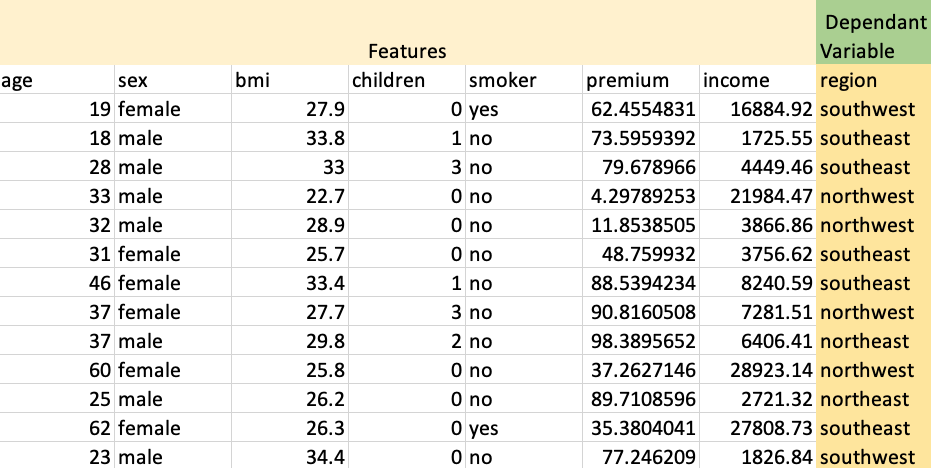 Dependant
Features Variable
age sex bmi children smoker premium income region
19 female 27.9 0 yes 62.4554831 16884.92 southwest
18 male 33.8 1 no 73.5959392 1725.55 southeast
28 male 33 3 no 79.678966 4449.46 southeast
33 male 22.7 0 no 4.29789253 21984.47 northwest
32 male 28.9 0 no 11.8538505 3866.86 northwest
31 female 25.7 0 no 48.759932 3756.62 southeast
46 female 33.4 1 no 88.5394234 8240.59 southeast
37 female 27.7 3 no 90.8160508 7281.51 northwest
37 male 29.8 2 no 98.3895652 6406.41 northeast
60 female 25.8 0 no 37.2627146 28923.14 northwest
25 male 26.2 0 no 89.7108596 2721.32 northeast
62 female 26.3 0 yes 35.3804041 27808.73 southeast
23 male 34.4 0 no 77.246209 1826.84 southwest